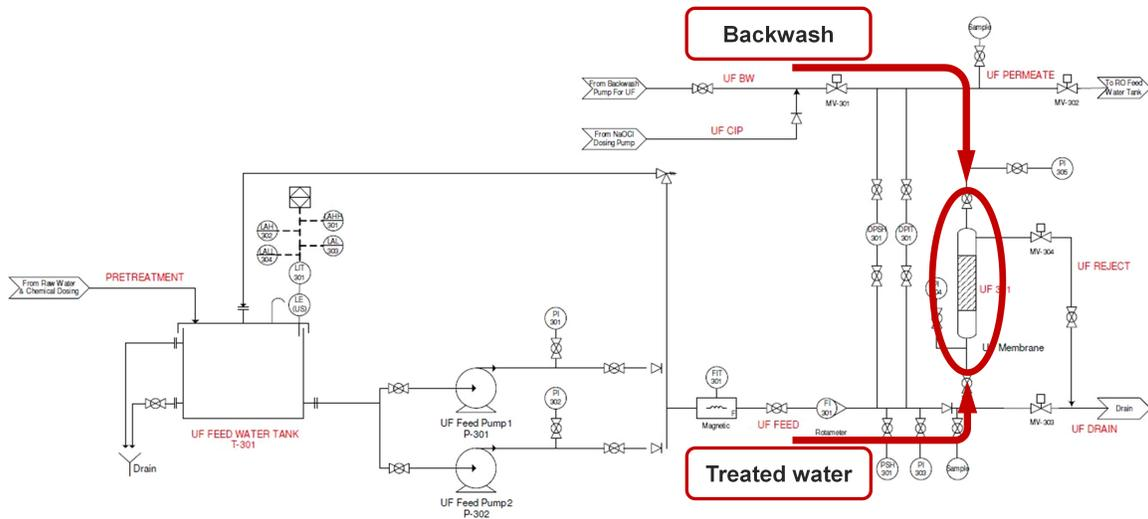 Backwash
Sample
From Backwash
Pump For UF
UF BW
MV-301
UF PERMEATE
MV-302
To RO Feed
Water Tank
From NaOCl
Dosing Pump
UF CIP
PI
305
LAHH
301
LAH
302
LAL
303
ALL
304
LIT
301
LE
(US)
DPSH
301
DPIT
301
MV-304
UF REJECT
From Raw Water
& Chemical Dosing
PRETREATMENT
UF
UF Membrane
PI
301
PI
302
FIT
301
F
Magnetic
UF FEED
FI
301
Rotameter
MV-303
Drain
UF DRAIN
UF Feed Pump1
P-301
UF FEED WATER TANK
T-301
Drain
UF Feed Pump2
P-302
PSH
301
PI
303
Sample
Treated water